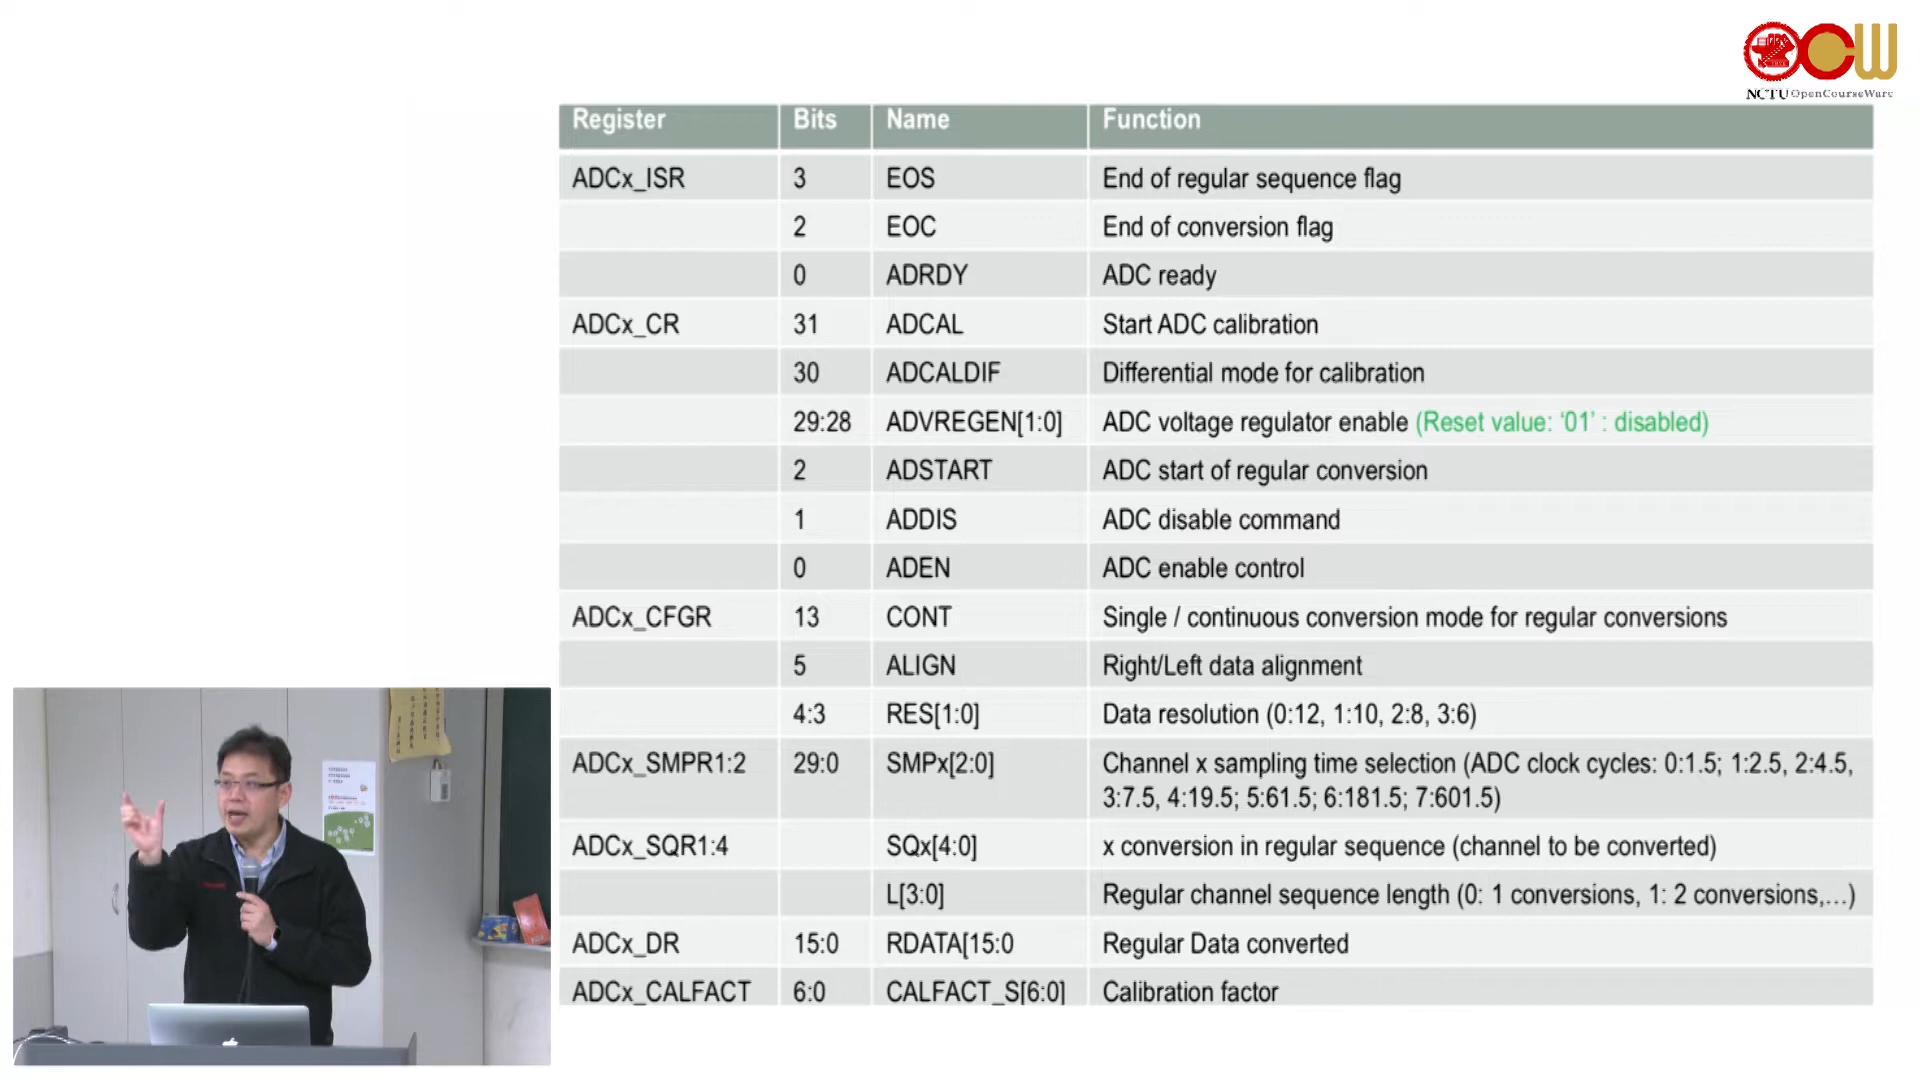 NCTU OpenCourseWare
Register Bits Name Function
ADCx_ISR 3 EOS End of regular sequence flag
2 EOC End of conversion flag
0 ADRDY ADC ready
ADCx_CR 31 ADCAL Start ADC calibration
30 ADCALDIF Differential mode for calibration
29:28 ADVREGEN[1:0] ADC voltage regulator enable (Reset value: ‘01’ : disabled)
2 ADSTART ADC start of regular conversion
1 ADDIS ADC disable command
0 ADEN ADC enable control
ADCx_CFGR 13 CONT Single / continuous conversion mode for regular conversions
5 ALIGN Right/Left data alignment
4:3 RES[1:0] Data resolution (0:12, 1:10, 2:8, 3:6)
ADCx_SMPR1:2 29:0 SMPx[2:0] Channel x sampling time selection (ADC clock cycles: 0:1.5; 1:2.5, 2:4.5,
3:7.5, 4:19.5; 5:61.5; 6:181.5; 7:601.5)
ADCx_SQR1:4 SQx[4:0] x conversion in regular sequence (channel to be converted)
L[3:0] Regular channel sequence length (0: 1 conversions, 1: 2 conversions,…)
ADCx_DR 15:0 RDATA[15:0 Regular Data converted
ADCx_CALFACT 6:0 CALFACT_S[6:0] Calibration factor